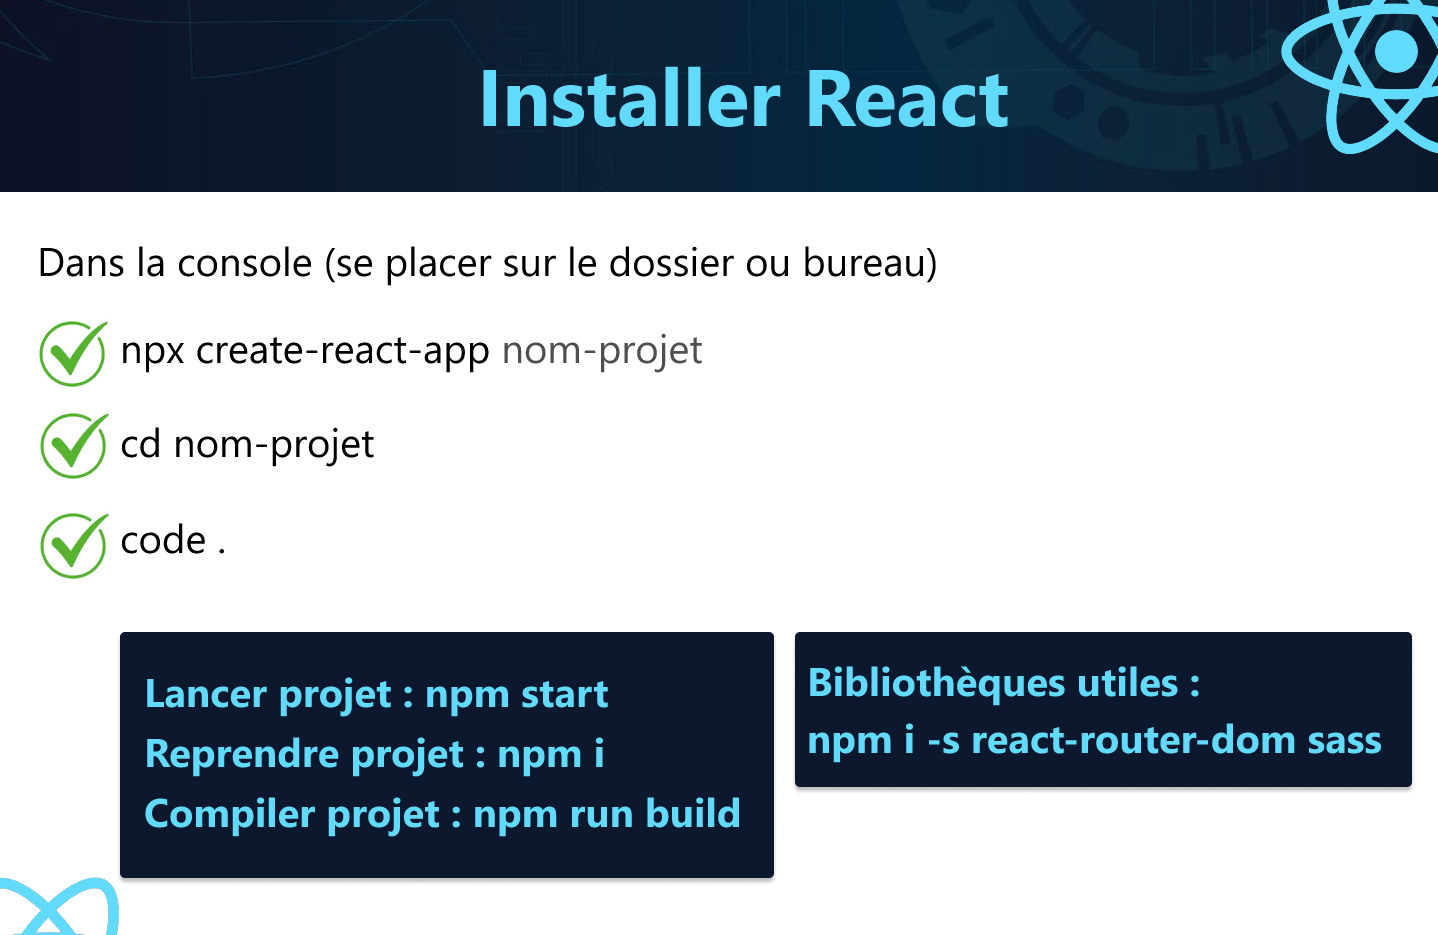 Installer React
Dans la console (se placer sur le dossier ou bureau)
npx create-react-app nom-projet
cd nom-projet
code .
Lancer projet : npm start
Reprendre projet : npm i
Compiler projet : npm run build
Bibliothèques utiles :
npm i -s react-router-dom sass